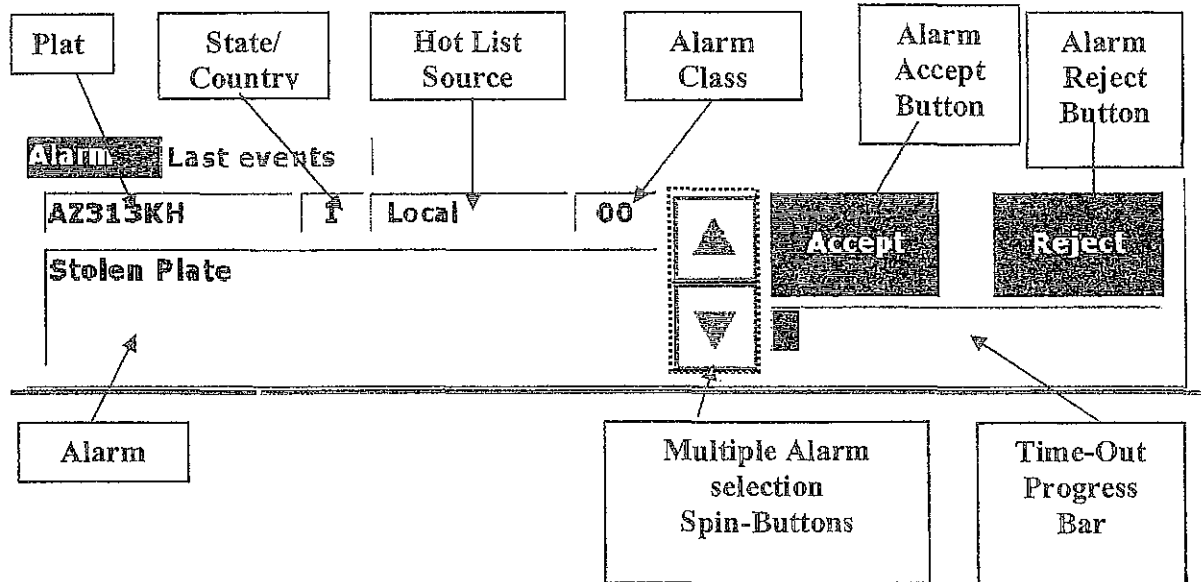 Plat
State/
Country
Hot List
Source
Alarm
Class
Alarm
Accept
Button
Alarm
Reject
Button
Alarm Last events
AZ313KH I Local 00
Accept Reject
Stolen Plate
Alarm
Multiple Alarm
selection
Spin-Buttons
Time-Out
Progress
Bar